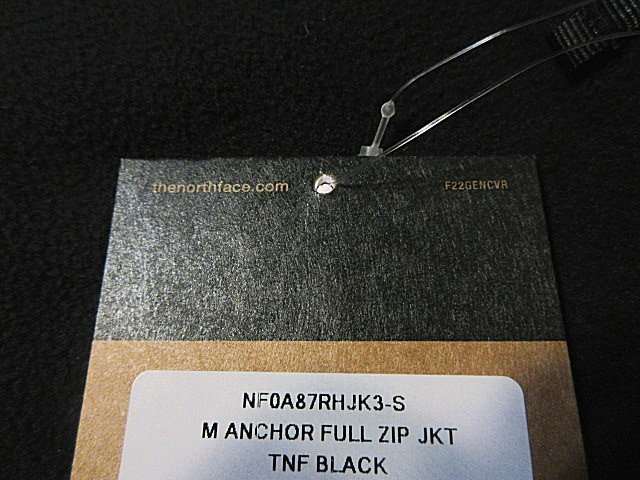 thenorthface.com F22GENCVR
NF0A87RHJK3-S
M ANCHOR FULL ZIP JKT
TNF BLACK